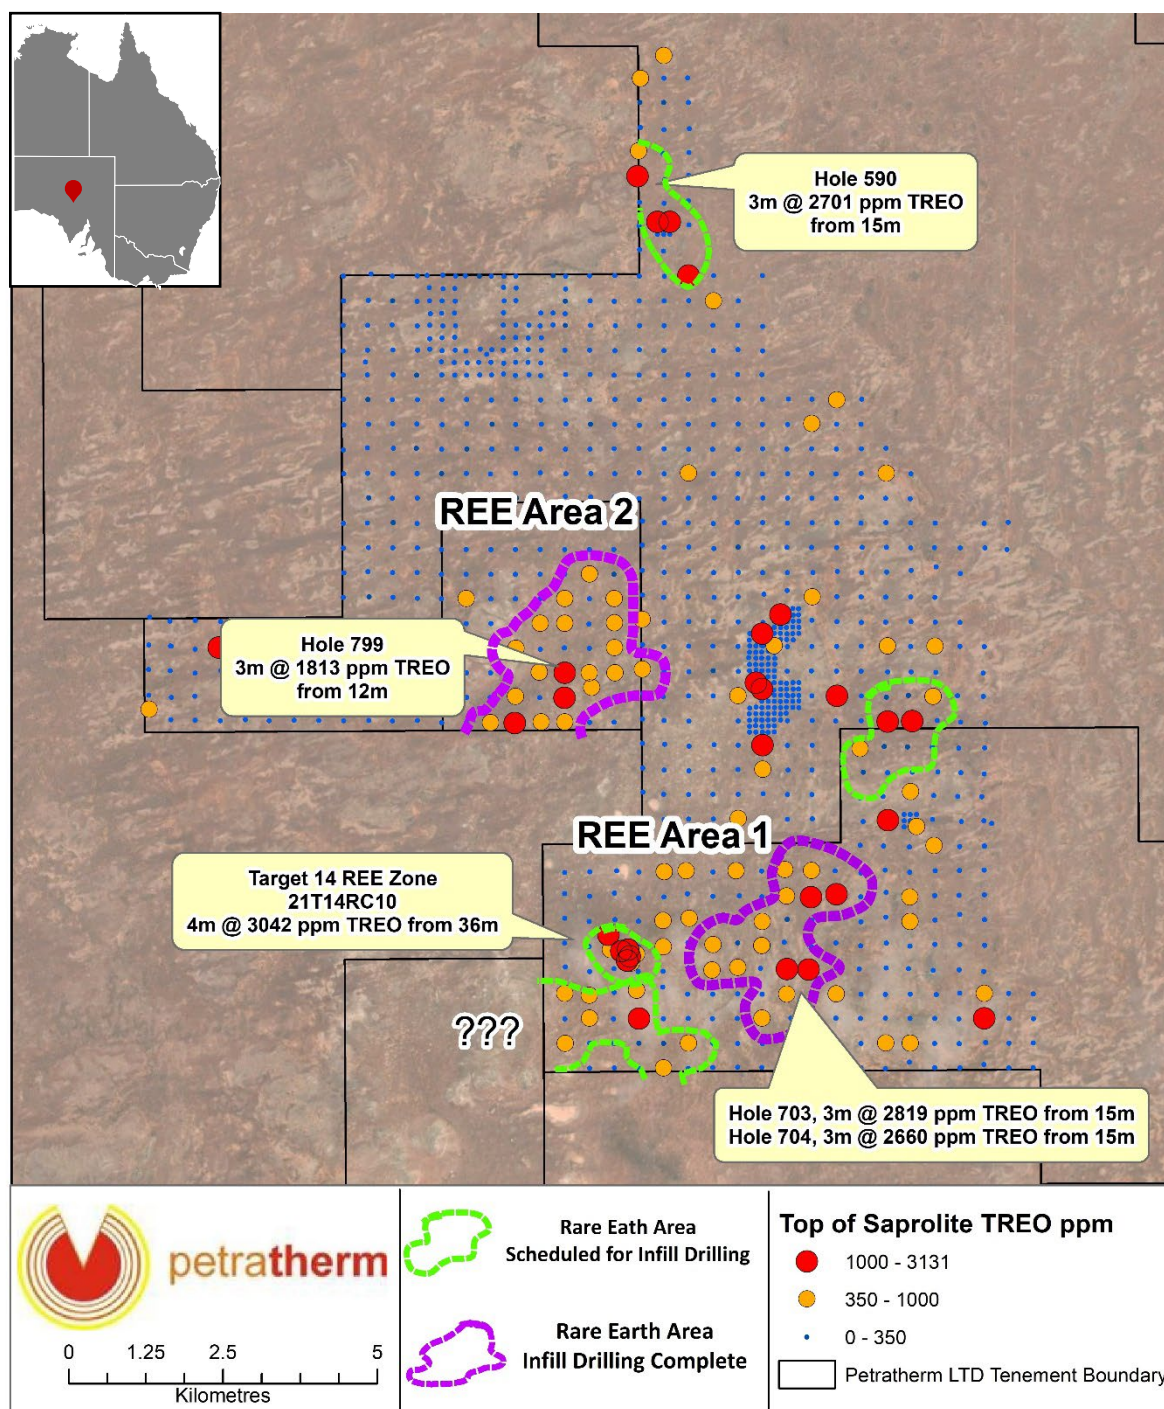 Hole 590
3m @ 2701 ppm TREO
from 15m
REE Area 2
Hole 799
3m @ 1813 ppm TREO
from 12m
REE Area 1
Target 14 REE Zone
21T14RC10
4m @ 3042 ppm TREO from 36m
???
Hole 703, 3m @ 2819 ppm TREO from 15m
Hole 704, 3m @ 2660 ppm TREO from 15m
petratherm
0 1.25 2.5 5
Kilometres
Rare Eath Area
Scheduled for Infill Drilling
Rare Earth Area
Infill Drilling Complete
Top of Saprolite TREO ppm
1000 - 3131
350 - 1000
0 - 350
Petratherm LTD Tenement Boundary